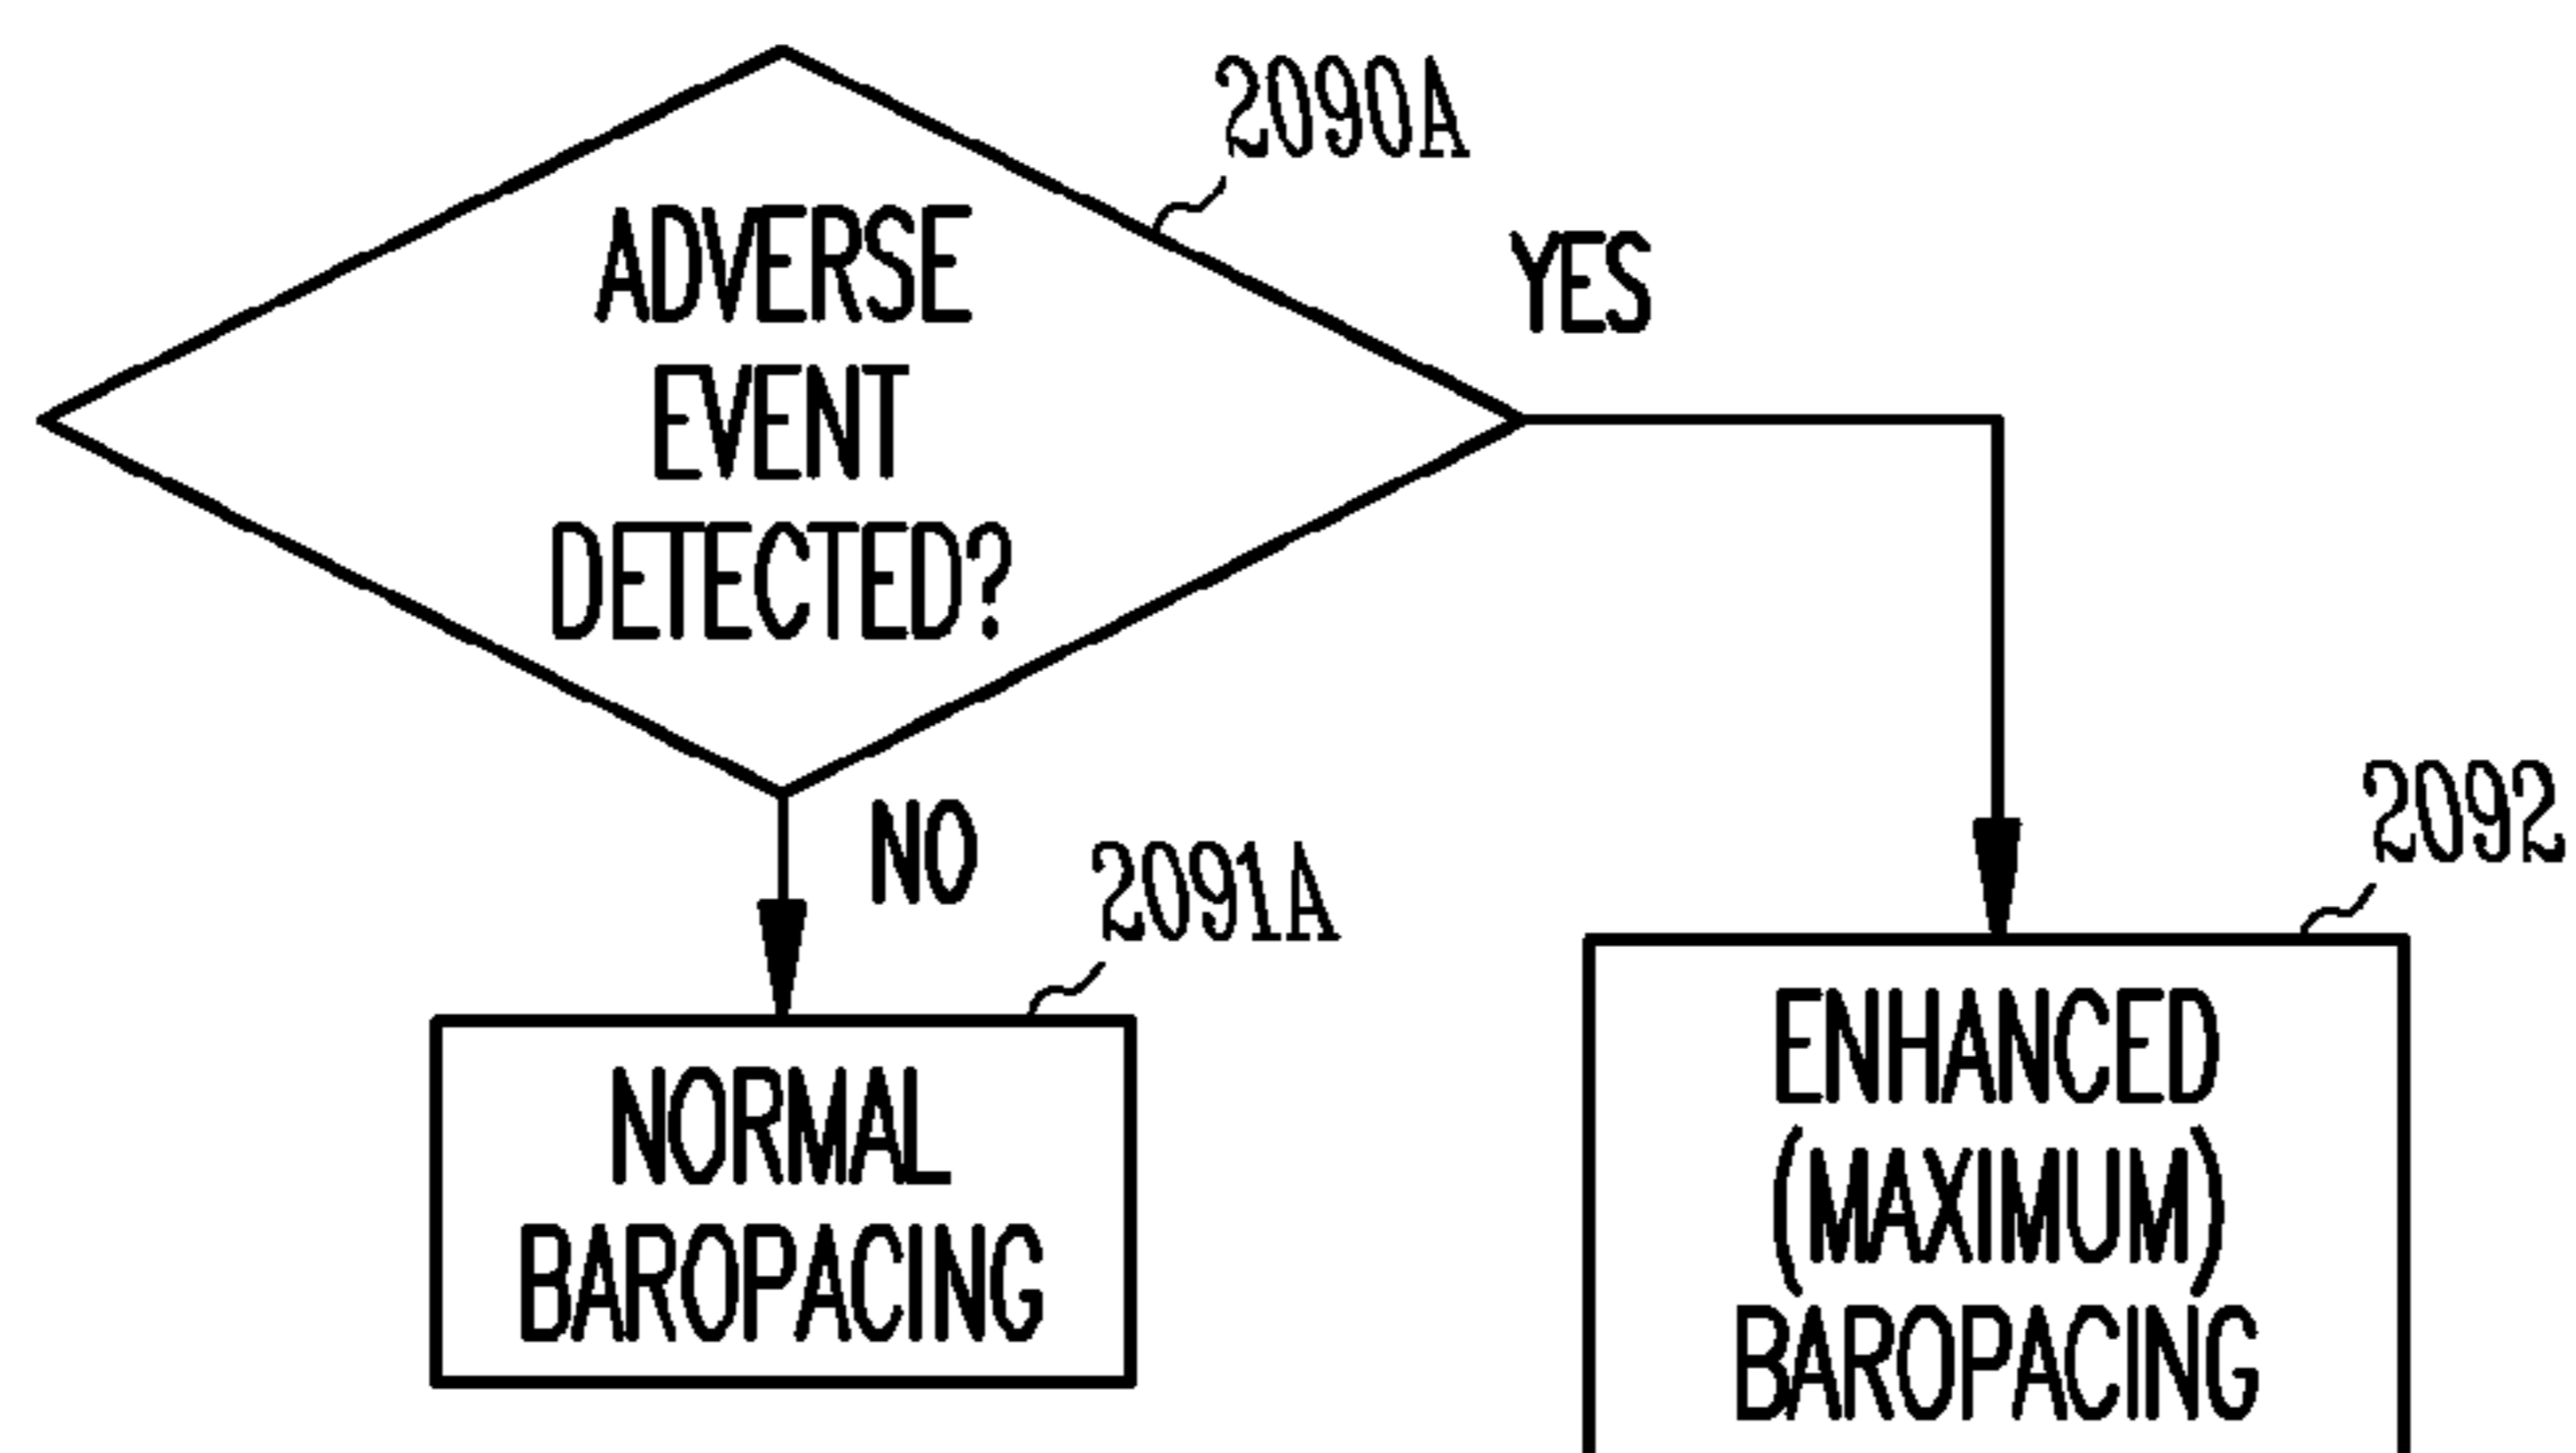 2090A
ADVERSE
EVENT
DETECTED?
YES
NO
2091A
NORMAL
BAROPACING
2092
ENHANCED
(MAXIMUM)
BAROPACING